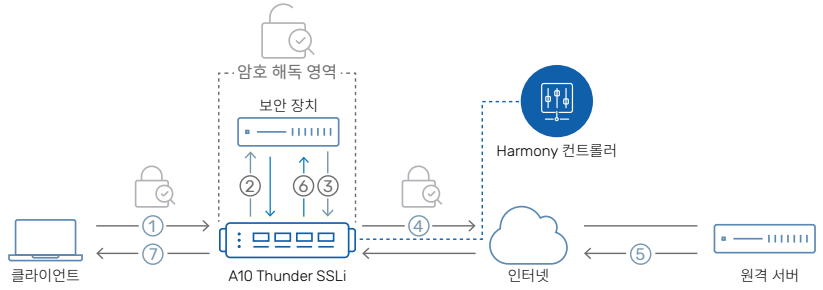 암호 해독 영역
보안 장치
Harmony 컨트롤러
② ⑥ ③
① ④
⑦ ⑤
클라이언트
A10 Thunder SSLi
인터넷
원격 서버